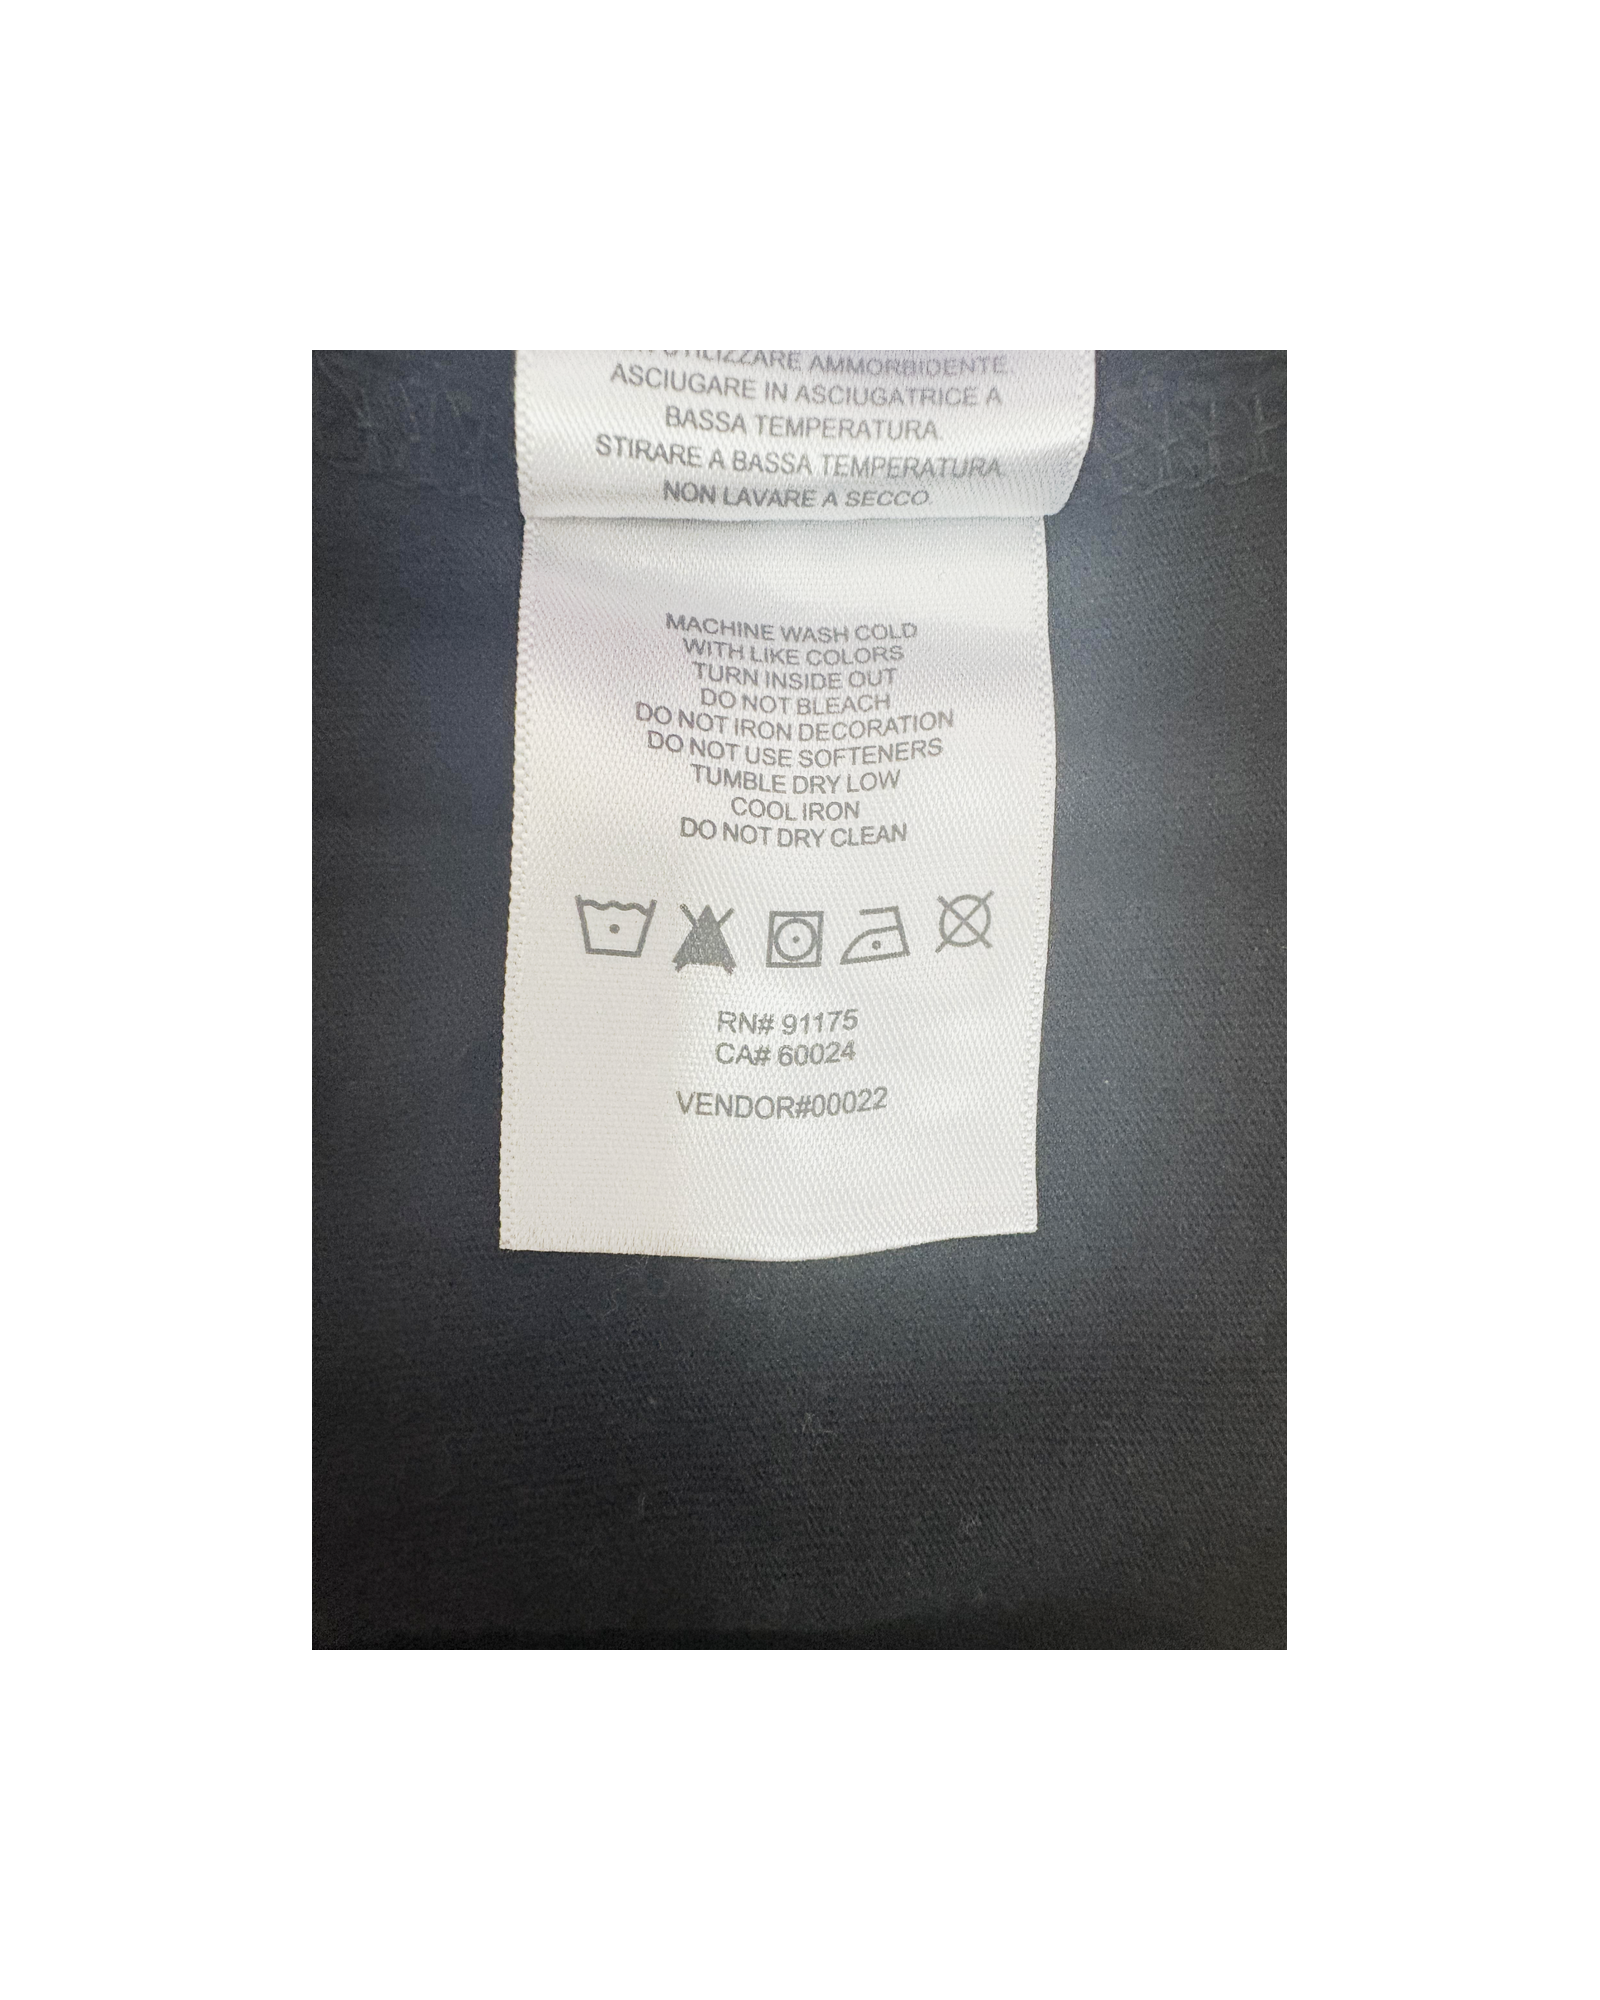 UTILIZZARE AMMORBIDENTE.
ASCIUGARE IN ASCIUGATRICE A
BASSA TEMPERATURA
STIRARE A BASSA TEMPERATURA
NON LAVARE A SECCO
MACHINE WASH COLD
WITH LIKE COLORS
TURN INSIDE OUT
DO NOT BLEACH
DO NOT IRON DECORATION
DO NOT USE SOFTENERS
TUMBLE DRY LOW
COOL IRON
DO NOT DRY CLEAN
RN# 91175
CA# 60024
VENDOR#00022